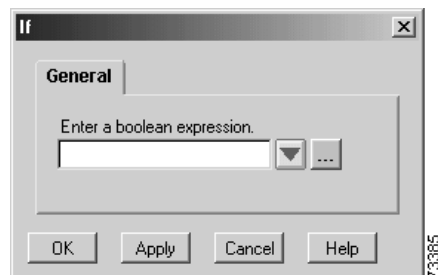 If
General
Enter a boolean expression.
...
OK Apply Cancel Help
73385